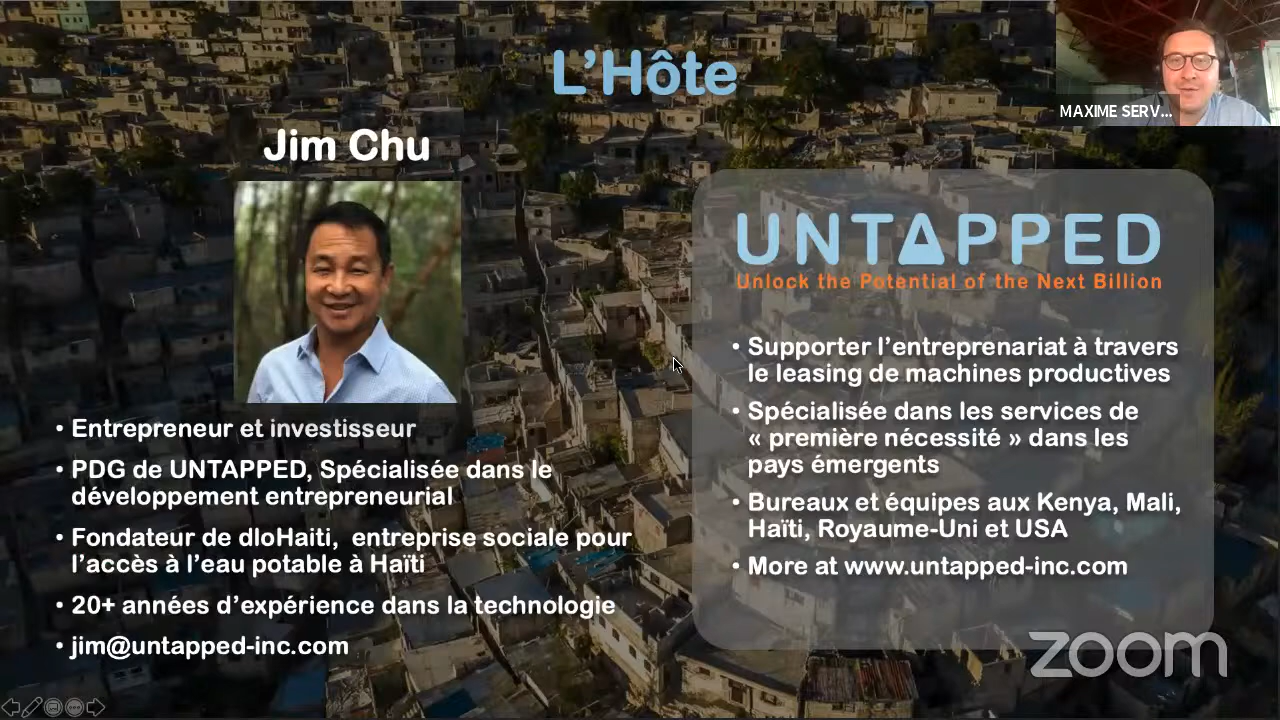 L'Hôte
MAXIME SERV...
Jim Chu
UNTAPPED
Unlock the Potential of the Next Billion
• Entrepreneur et investisseur
• PDG de UNTAPPED, Spécialisée dans le
développement entrepreneurial
• Fondateur de dloHaiti, entreprise sociale pour
l'accès à l'eau potable à Haïti
• 20+ années d'expérience dans la technologie
• jim@untapped-inc.com
• Supporter l'entreprenariat à travers
le leasing de machines productives
• Spécialisée dans les services de
« première nécessité » dans les
pays émergents
• Bureaux et équipes aux Kenya, Mali,
Haïti, Royaume-Uni et USA
• More at www.untapped-inc.com
zoom